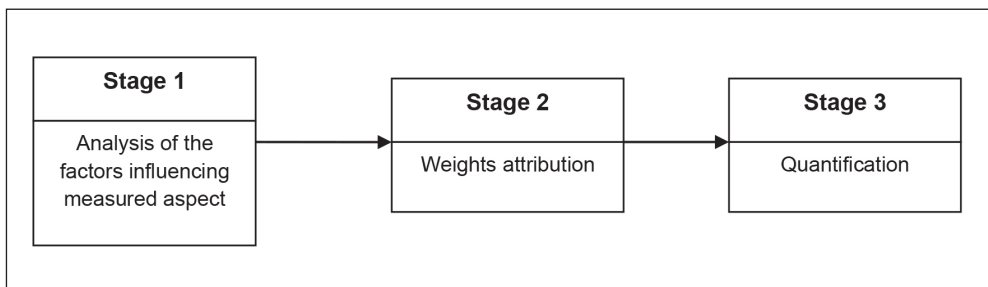 Stage 1
Analysis of the
factors influencing
measured aspect
Stage 2
Weights attribution
Stage 3
Quantification